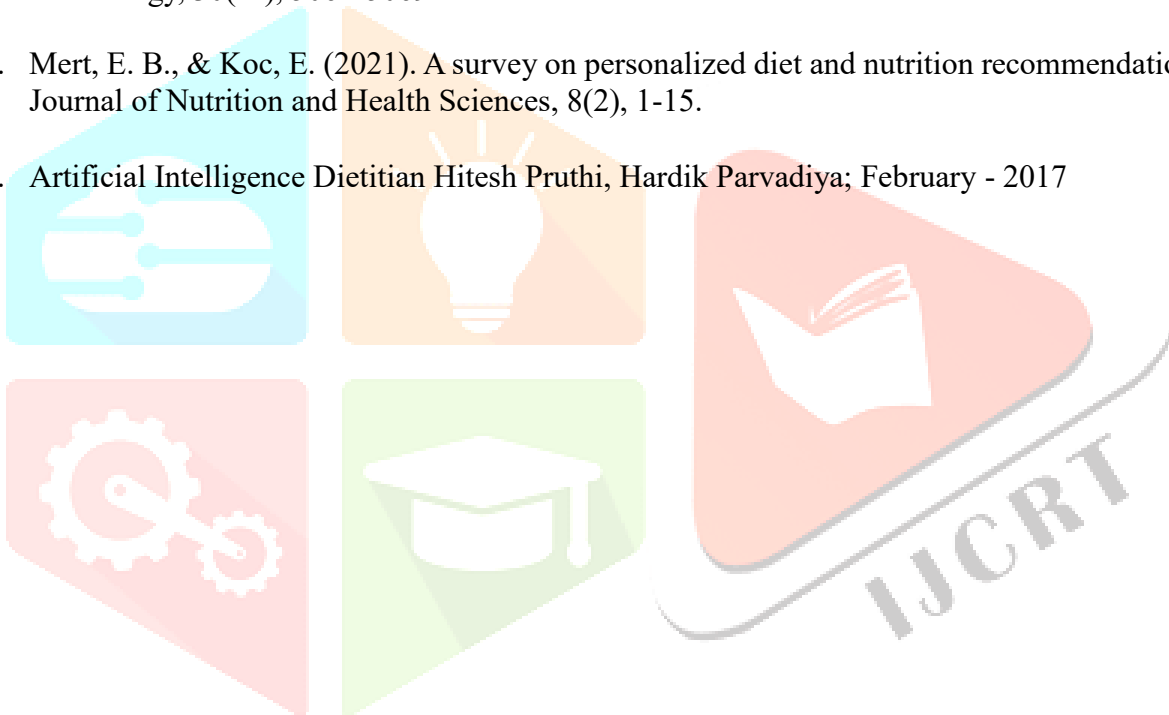 . Mert, E. B., & Koc, E. (2021). A survey on personalized diet and nutrition
Journal of Nutrition and Health Sciences, 8(2), 1-15.
. Artificial Intelligence Dietitian Hitesh Pruthi, Hardik Parvadiya; February - 2017
IJCRT